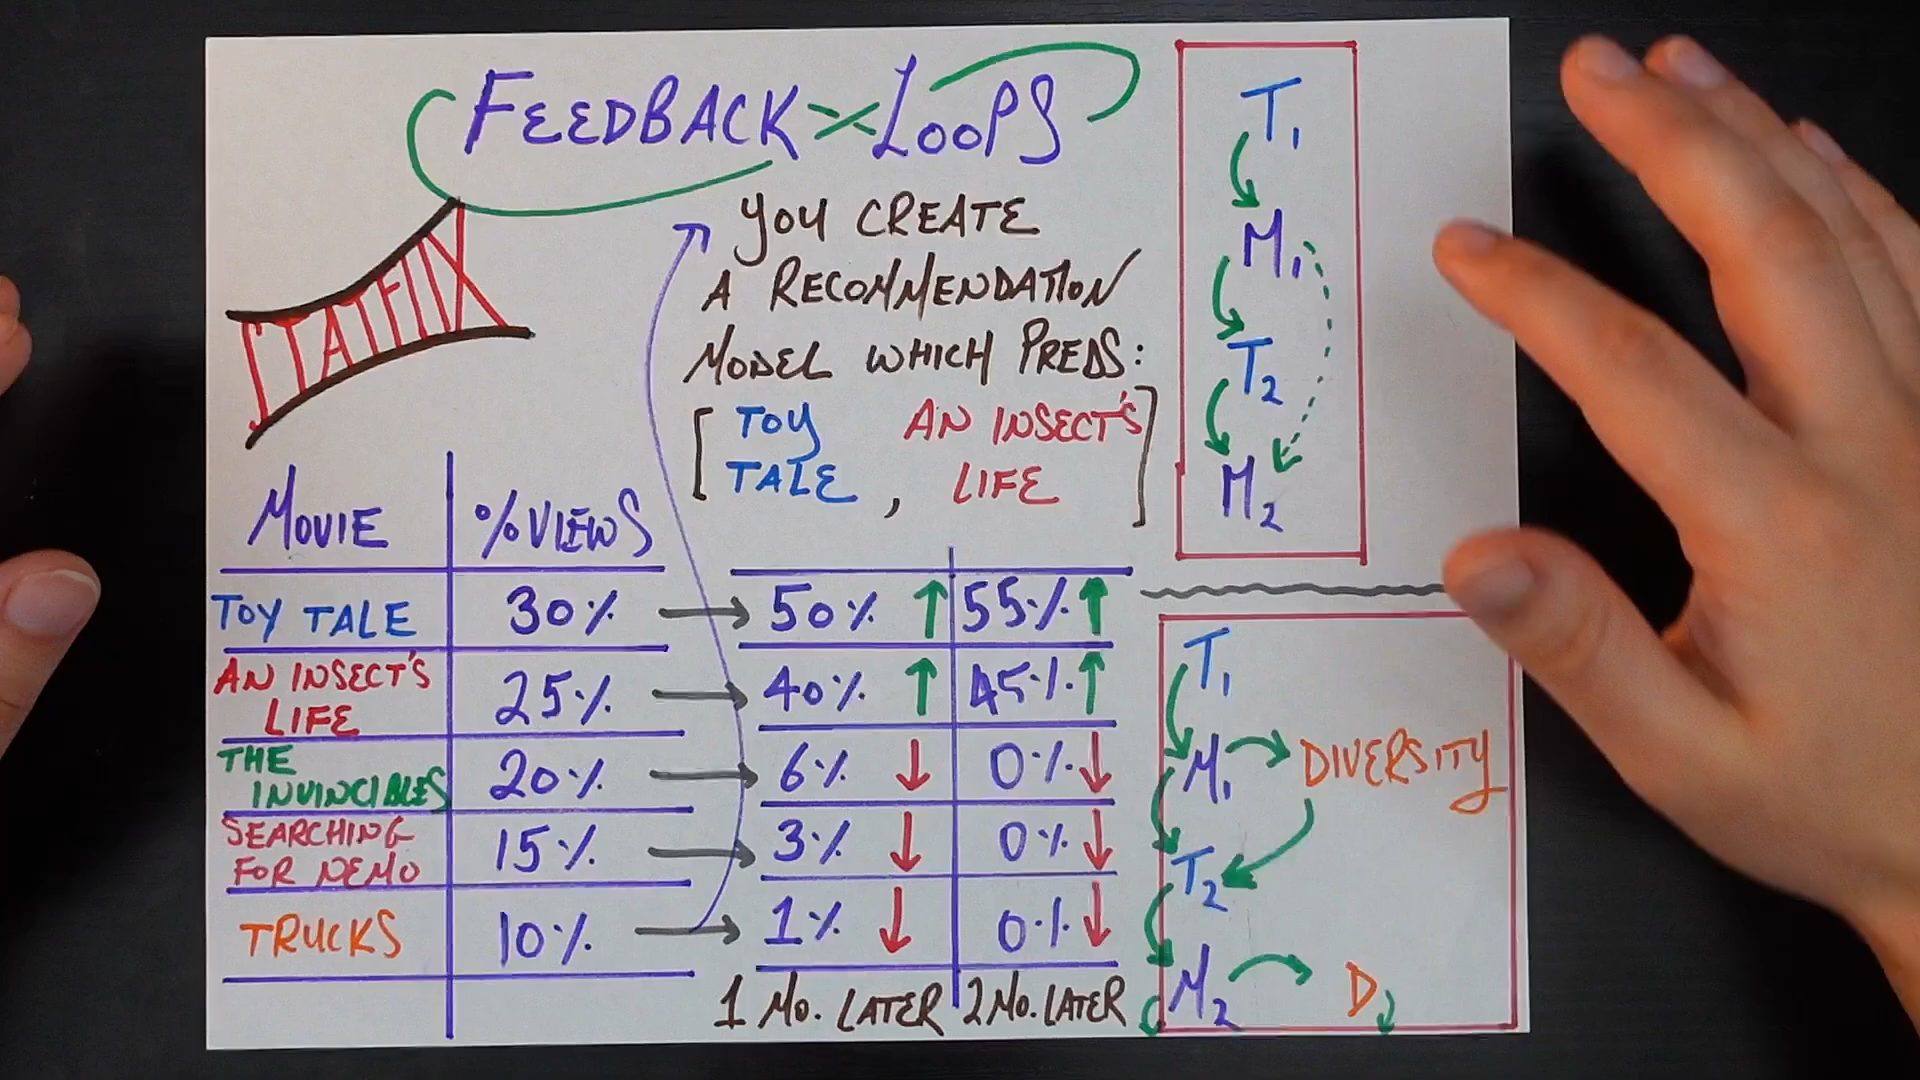 FEEDBACK LOOPS
STATFLIX
YOU CREATE
A RECOMMENDATION
MODEL WHICH PREDS:
[TOY TALE, AN INSECT'S LIFE]
MOVIE %VIEWS
TOY TALE 30% 50% 55%
AN INSECT'S LIFE 25% 40% 45%
THE INVINCIBLES 20% 6% 0%
SEARCHING FOR NEMO 15% 3% 0%
TRUCKS 10% 1% 0%
1 MO. LATER 2 MO. LATER
T1
M1
T2
M2
T1
M1 DIVERSITY
T2
M2 D